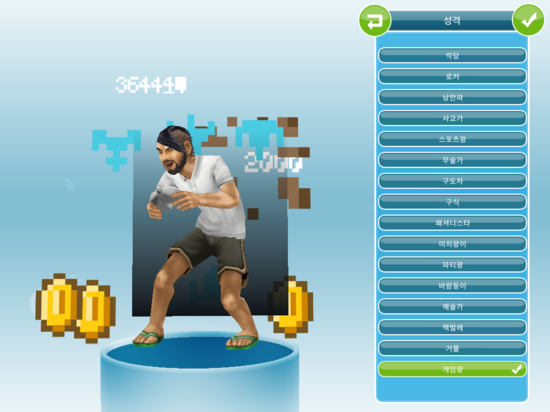 성격
악당
로커
낭만파
사교가
스포츠광
무술가
구도자
구식
패셔니스타
미치광이
파티광
바람둥이
예술가
책벌레
거물
게임광
2000